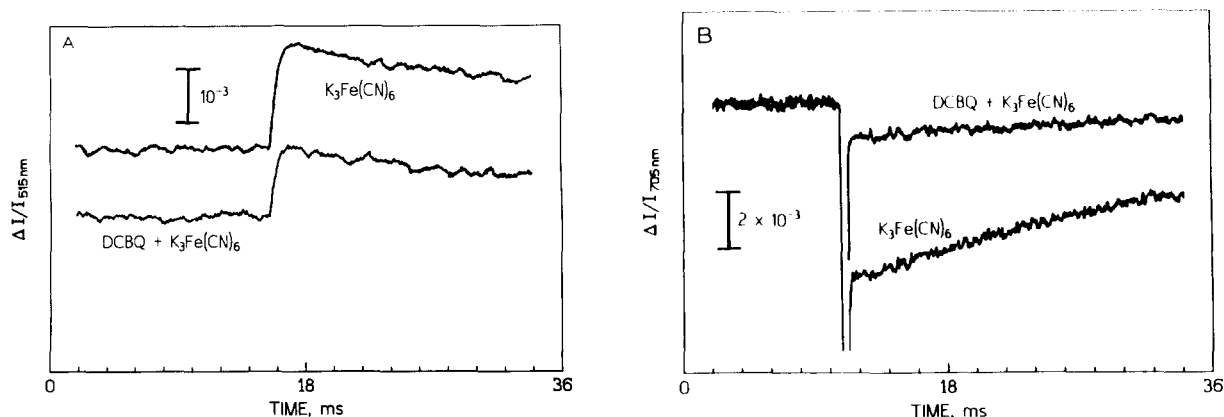 A
10⁻³
K₃Fe(CN)₆
DCBQ + K₃Fe(CN)₆
ΔI/I₅₁₅ₙₘ
0
18
36
TIME, ms
B
DCBQ + K₃Fe(CN)₆
2 × 10⁻³
K₃Fe(CN)₆
ΔI/I₇₀₅ₙₘ
0
18
36
TIME, ms